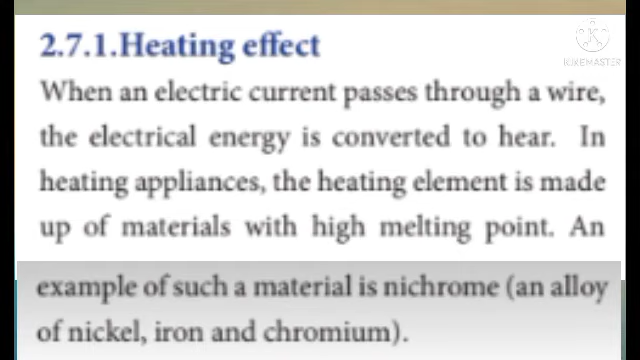 2.7.1.Heating effect
KINEMASTER
When an electric current passes through a wire,
the electrical energy is converted to hear. In
heating appliances, the heating element is made
up of materials with high melting point. An
example of such a material is nichrome (an alloy
of nickel, iron and chromium).